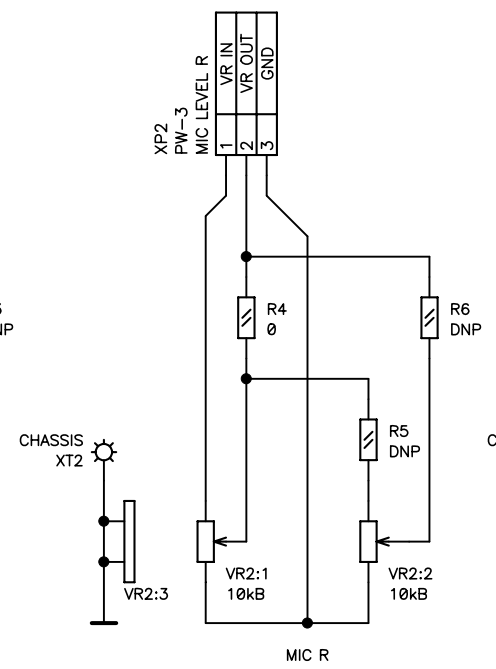 XP2
PW-3
MIC LEVEL R
VR IN
VR OUT
GND
1
2
3
R4
0
R6
DNP
R5
DNP
CHASSIS
XT2
VR2:3
VR2:1
10kB
VR2:2
10kB
MIC R